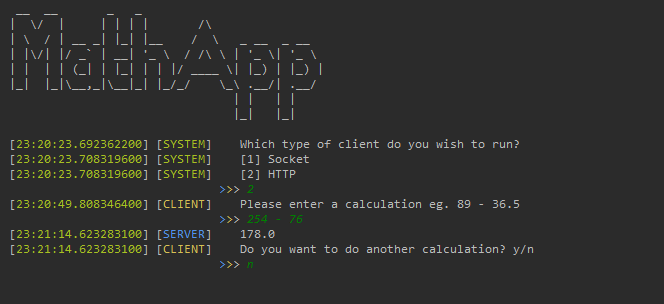 MathApp
[23:20:23.692362200] [SYSTEM] Which type of client do you wish to run?
[23:20:23.708319600] [SYSTEM] [1] Socket
[23:20:23.708319600] [SYSTEM] [2] HTTP
>>> 2
[23:20:49.808346400] [CLIENT] Please enter a calculation eg. 89 - 36.5
>>> 254 - 76
[23:21:14.623283100] [SERVER] 178.0
[23:21:14.623283100] [CLIENT] Do you want to do another calculation? y/n
>>> n